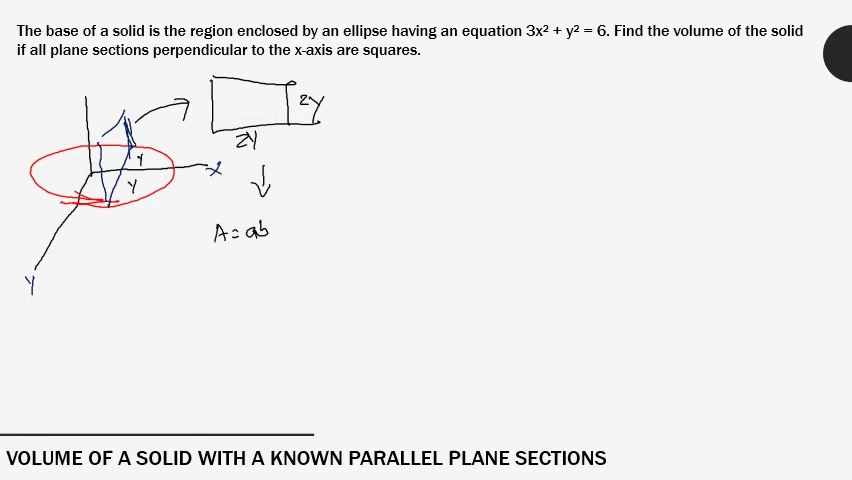 The base of a solid is the region enclosed by an ellipse having an equation 3x² + y² = 6. Find the volume of the solid
if all plane sections perpendicular to the x-axis are squares.
2y
2y
y
x
y
A = ab
y
VOLUME OF A SOLID WITH A KNOWN PARALLEL PLANE SECTIONS